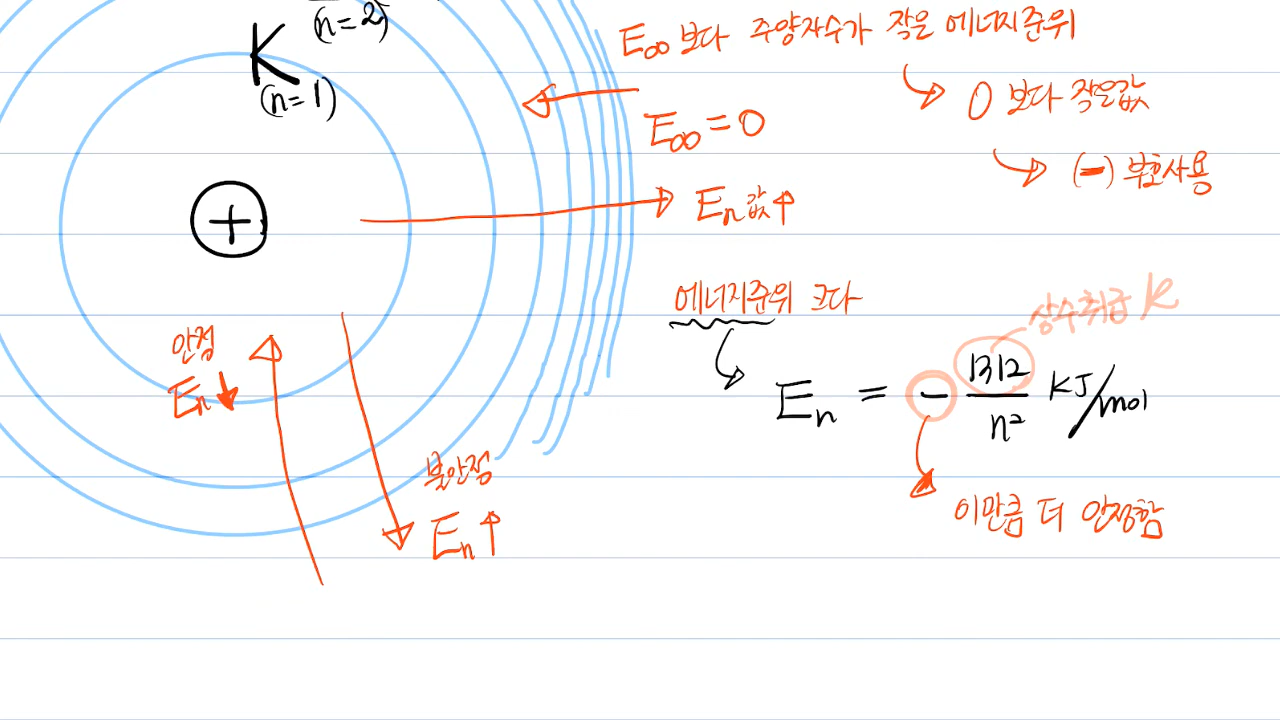 (n=2)
K
(n=1)
+
E∞ 보다 주양자수가 작은 에너지준위
0 보다 작은값
(-) 부호사용
E∞ = 0
En 값↑
에너지준위 크다
상수취급 k
En = - 1312/n² KJ/mol
이만큼 더 안정함
안정
En ↓
불안정
En ↑